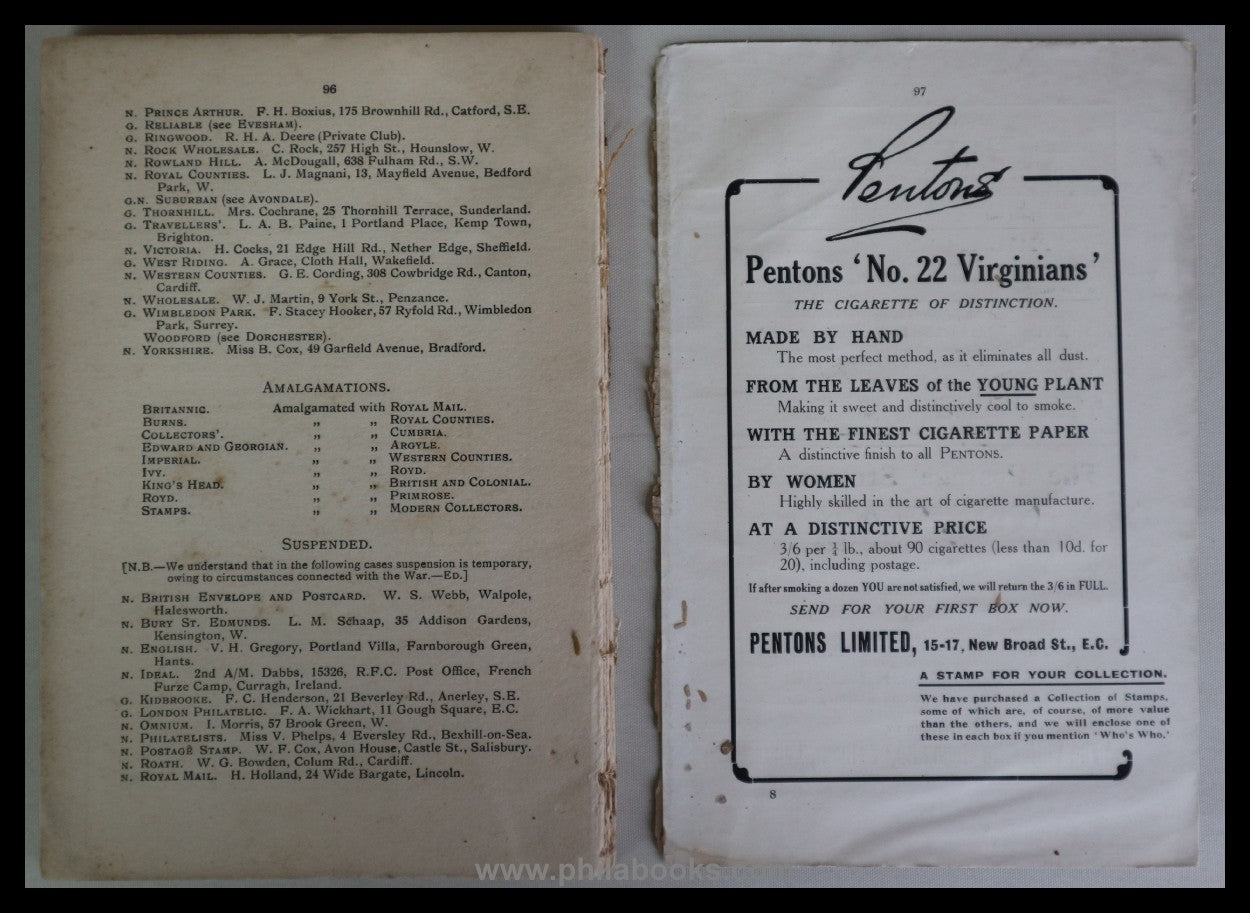 96
N. PRINCE ARTHUR. F. H. Boxius, 175 Brownhill Rd., Catford, S.E.
G. RELIABLE (see EVESHAM).
G. RINGWOOD. R. H. A. Deere (Private Club).
N. ROCK WHOLESALE. C. Rock, 257 High St., Hounslow, W.
N. ROWLAND HILL. A. McDougall, 638 Fulham Rd., S.W.
N. ROYAL COUNTIES. L. J. Magnani, 13, Mayfield Avenue, Bedford
Park, W.
G.N. SUBURBAN (see AVONDALE).
G. THORNHILL. Mrs. Cochrane, 25 Thornhill Terrace, Sunderland.
G. TRAVELLERS'. L. A. B. Paine, 1 Portland Place, Kemp Town,
Brighton.
N. VICTORIA. H. Cocks, 21 Edge Hill Rd., Nether Edge, Sheffield.
G. WEST RIDING. A. Grace, Cloth Hall, Wakefield.
N. WESTERN COUNTIES. G. E. Cording, 308 Cowbridge Rd., Canton,
Cardiff.
N. WHOLESALE. W. J. Martin, 9 York St., Penzance.
G. WIMBLEDON PARK. F. Stacey Hooker, 57 Ryfold Rd., Wimbledon
Park, Surrey.
WOODFORD (see DORCHESTER).
N. YORKSHIRE. Miss B. Cox, 49 Garfield Avenue, Bradford.
AMALGAMATIONS.
BRITANNIC. Amalgamated with ROYAL MAIL.
BURNS. „ „ ROYAL COUNTIES.
COLLECTORS'. „ „ CUMBRIA.
EDWARD AND GEORGIAN. „ „ ARGYLE.
IMPERIAL. „ „ WESTERN COUNTIES.
IVY. „ „ ROYD.
KING'S HEAD. „ „ BRITISH AND COLONIAL.
ROYD. „ „ PRIMROSE.
STAMPS. „ „ MODERN COLLECTORS.
SUSPENDED.
[N.B.—We understand that in the following cases suspension is temporary,
owing to circumstances connected with the War.—ED.]
N. BRITISH ENVELOPE AND POSTCARD. W. S. Webb, Walpole,
Halesworth.
N. BURY ST. EDMUNDS. L. M. Schaap, 35 Addison Gardens,
Kensington, W.
N. ENGLISH. V. H. Gregory, Portland Villa, Farnborough Green,
Hants.
N. IDEAL. 2nd A/M. Dabbs, 15326, R.F.C. Post Office, French
Furze Camp, Curragh, Ireland.
G. KIDBROOKE. F. C. Henderson, 21 Beverley Rd., Anerley, S.E.
G. LONDON PHILATELIC. F. A. Wickhart, 11 Gough Square, E.C.
N. OMNIUM. I. Morris, 57 Brook Green, W.
N. PHILATELISTS. Miss V. Phelps, 4 Eversley Rd., Bexhill-on-Sea.
N. POSTAGE STAMP. W. F. Cox, Avon House, Castle St., Salisbury.
N. ROATH. W. G. Bowden, Colum Rd., Cardiff.
N. ROYAL MAIL. H. Holland, 24 Wide Bargate, Lincoln.
97
Pentons
Pentons 'No. 22 Virginians'
THE CIGARETTE OF DISTINCTION.
MADE BY HAND
The most perfect method, as it eliminates all dust.
FROM THE LEAVES of the YOUNG PLANT
Making it sweet and distinctively cool to smoke.
WITH THE FINEST CIGARETTE PAPER
A distinctive finish to all PENTONS.
BY WOMEN
Highly skilled in the art of cigarette manufacture.
AT A DISTINCTIVE PRICE
3/6 per ¼ lb., about 90 cigarettes (less than 10d. for
20), including postage.
If after smoking a dozen YOU are not satisfied, we will return the 3/6 in FULL.
SEND FOR YOUR FIRST BOX NOW.
PENTONS LIMITED, 15-17, New Broad St., E.C.
A STAMP FOR YOUR COLLECTION.
We have purchased a Collection of Stamps,
some of which are, of course, of more value
than the others, and we will enclose one of
these in each box if you mention 'Who's Who.'
8
www.philabooks.com